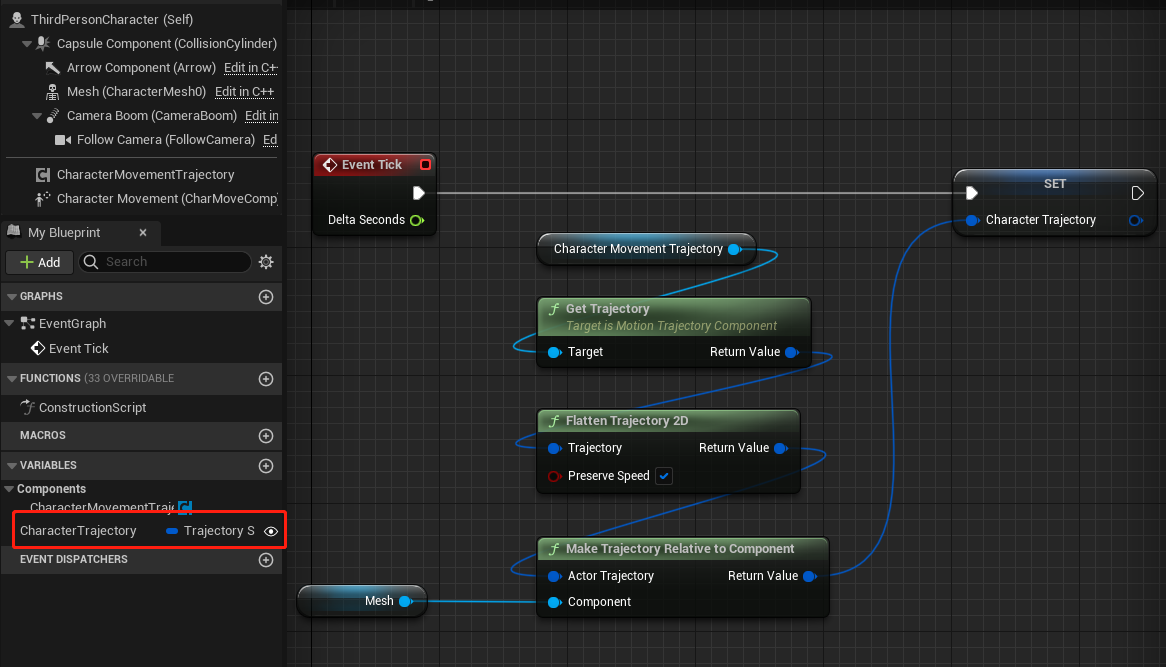 ThirdPersonCharacter (Self)
Capsule Component (CollisionCylinder)
Arrow Component (Arrow) Edit in C+
Mesh (CharacterMesh0) Edit in C++
Camera Boom (CameraBoom) Edit in
Follow Camera (FollowCamera) Ed
CharacterMovementTrajectory
Character Movement (CharMoveComp)
My Blueprint
Add
Search
GRAPHS
EventGraph
Event Tick
FUNCTIONS (33 OVERRIDABLE
ConstructionScript
MACROS
VARIABLES
Components
CharacterMovementTraje
CharacterTrajectory Trajectory S
EVENT DISPATCHERS
Event Tick
Delta Seconds
SET
Character Trajectory
Character Movement Trajectory
Get Trajectory
Target is Motion Trajectory Component
Target Return Value
Flatten Trajectory 2D
Trajectory Return Value
Preserve Speed
Make Trajectory Relative to Component
Actor Trajectory Return Value
Mesh
Component